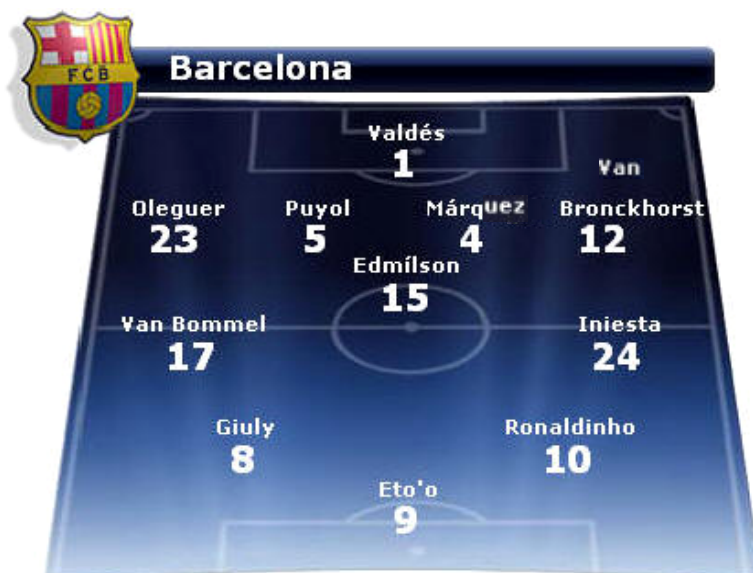 FCB
Barcelona
Valdés
1
Van
Oleguer Puyol Márquez Bronckhorst
23 5 4 12
Edmílson
15
Van Bommel Iniesta
17 24
Giuly Ronaldinho
8 10
Eto'o
9